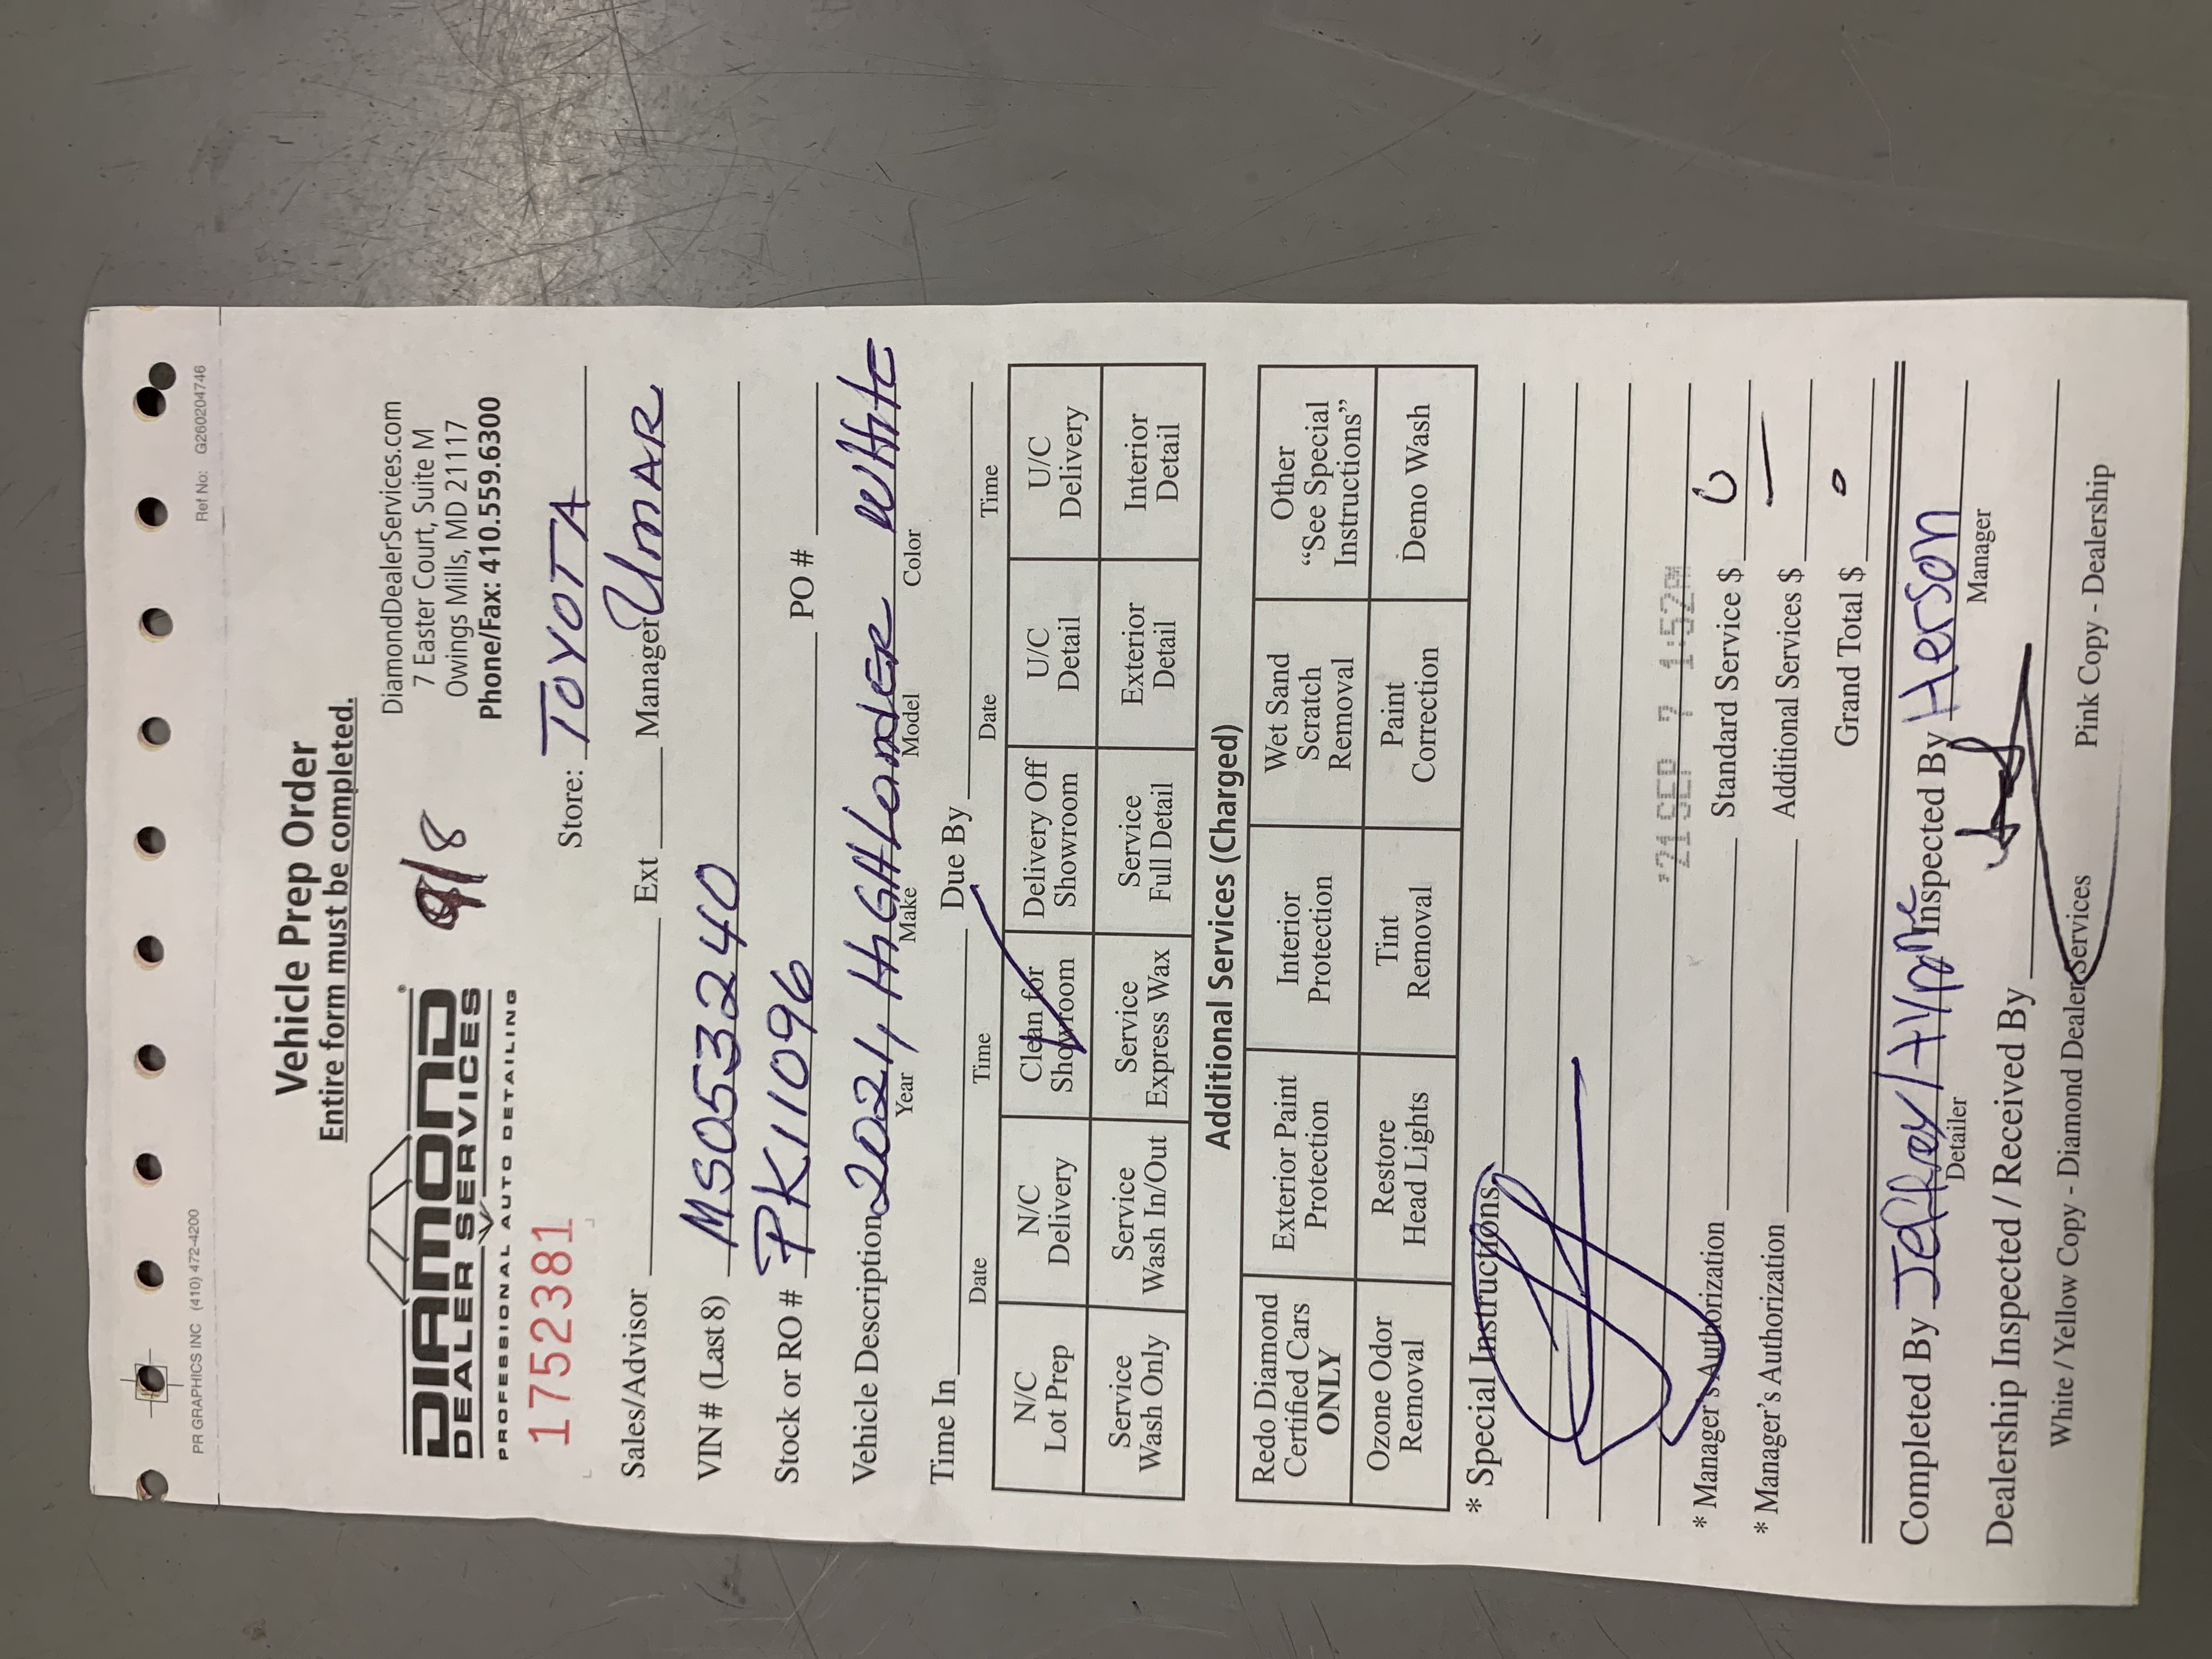 PR GRAPHICS INC (410) 472-4200 Ref No: G260204746
Vehicle Prep Order
Entire form must be completed.
DIAMOND®
DEALER SERVICES
PROFESSIONAL AUTO DETAILING
9/8
DiamondDealerServices.com
7 Easter Court, Suite M
Owings Mills, MD 21117
Phone/Fax: 410.559.6300
1752381
Store: TOYOTA
Sales/Advisor Ext Manager UMAR
VIN # (Last 8) MS053240
Stock or RO # PK11096 PO #
Vehicle Description 2021, HIGHLANDER WHITE
Year Make Model Color
Time In Due By
Date Time Date Time
N/C Lot Prep
N/C Delivery
Clean for Showroom
Delivery Off Showroom
U/C Detail
U/C Delivery
Service Wash Only
Service Wash In/Out
Service Express Wax
Service Full Detail
Exterior Detail
Interior Detail
Additional Services (Charged)
Redo Diamond Certified Cars ONLY
Exterior Paint Protection
Interior Protection
Wet Sand Scratch Removal
Other “See Special Instructions”
Ozone Odor Removal
Restore Head Lights
Tint Removal
Paint Correction
Demo Wash
* Special Instructions
'21 SEP 7 1:52PM
* Manager's Authorization Standard Service $ 0
* Manager's Authorization Additional Services $ —
Grand Total $ 0
Completed By Jeffrey / Inspected By Herson
Detailer Manager
Dealership Inspected / Received By
White / Yellow Copy - Diamond Dealer Services Pink Copy - Dealership